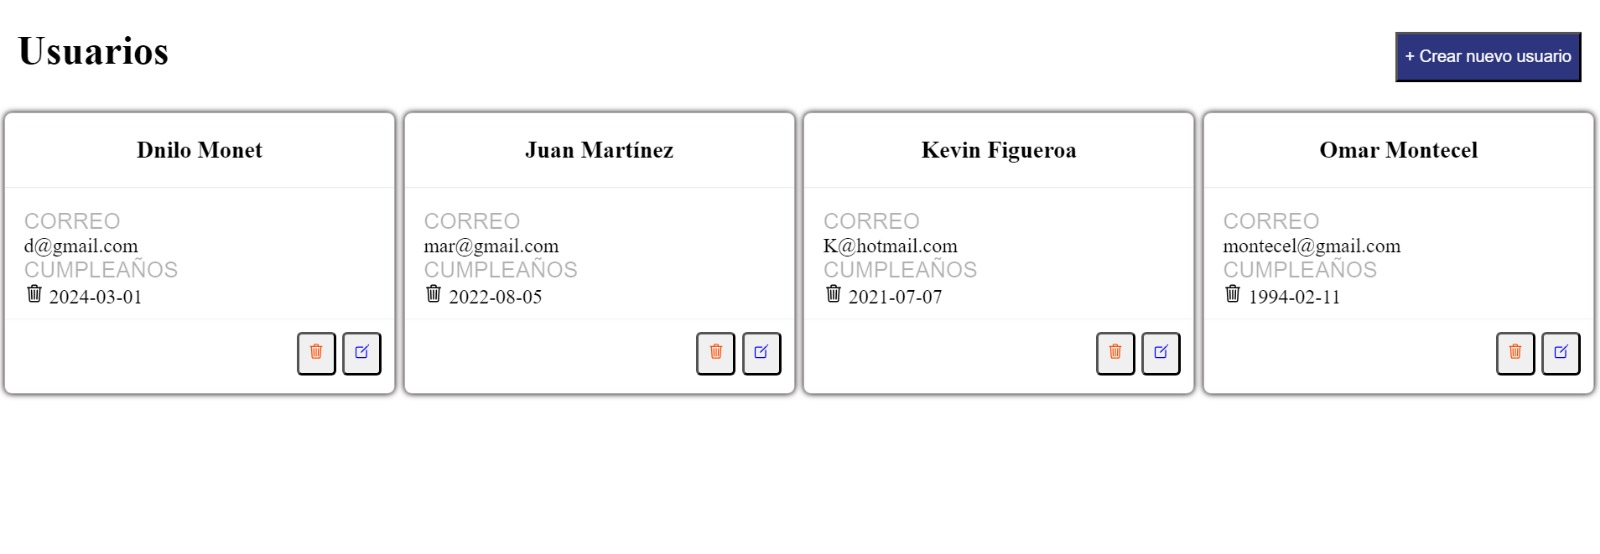 Usuarios
+ Crear nuevo usuario
Dnilo Monet
CORREO
d@gmail.com
CUMPLEAÑOS
2024-03-01
Juan Martínez
CORREO
mar@gmail.com
CUMPLEAÑOS
2022-08-05
Kevin Figueroa
CORREO
K@hotmail.com
CUMPLEAÑOS
2021-07-07
Omar Montecel
CORREO
montecel@gmail.com
CUMPLEAÑOS
1994-02-11